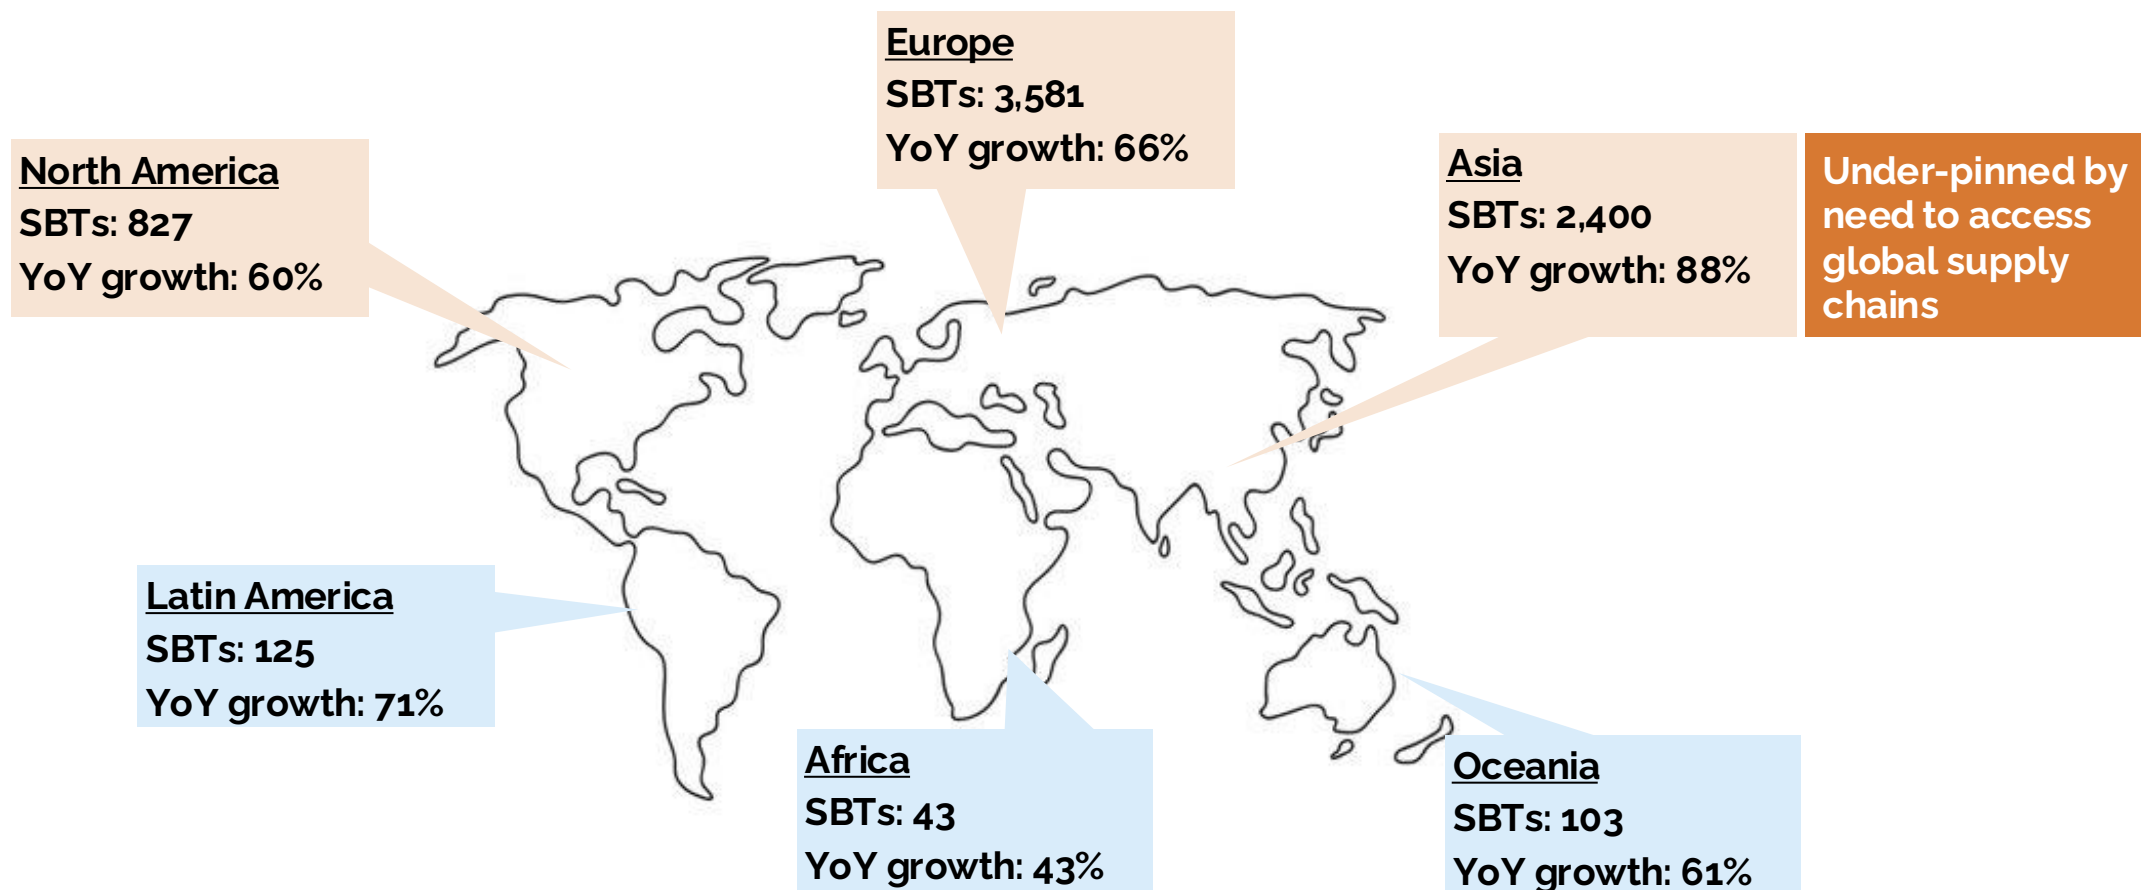 Europe
SBTs: 3,581
YoY growth: 66%
North America
SBTs: 827
YoY growth: 60%
Asia
SBTs: 2,400
YoY growth: 88%
Under-pinned by
need to access
global supply
chains
Latin America
SBTs: 125
YoY growth: 71%
Africa
SBTs: 43
YoY growth: 43%
Oceania
SBTs: 103
YoY growth: 61%